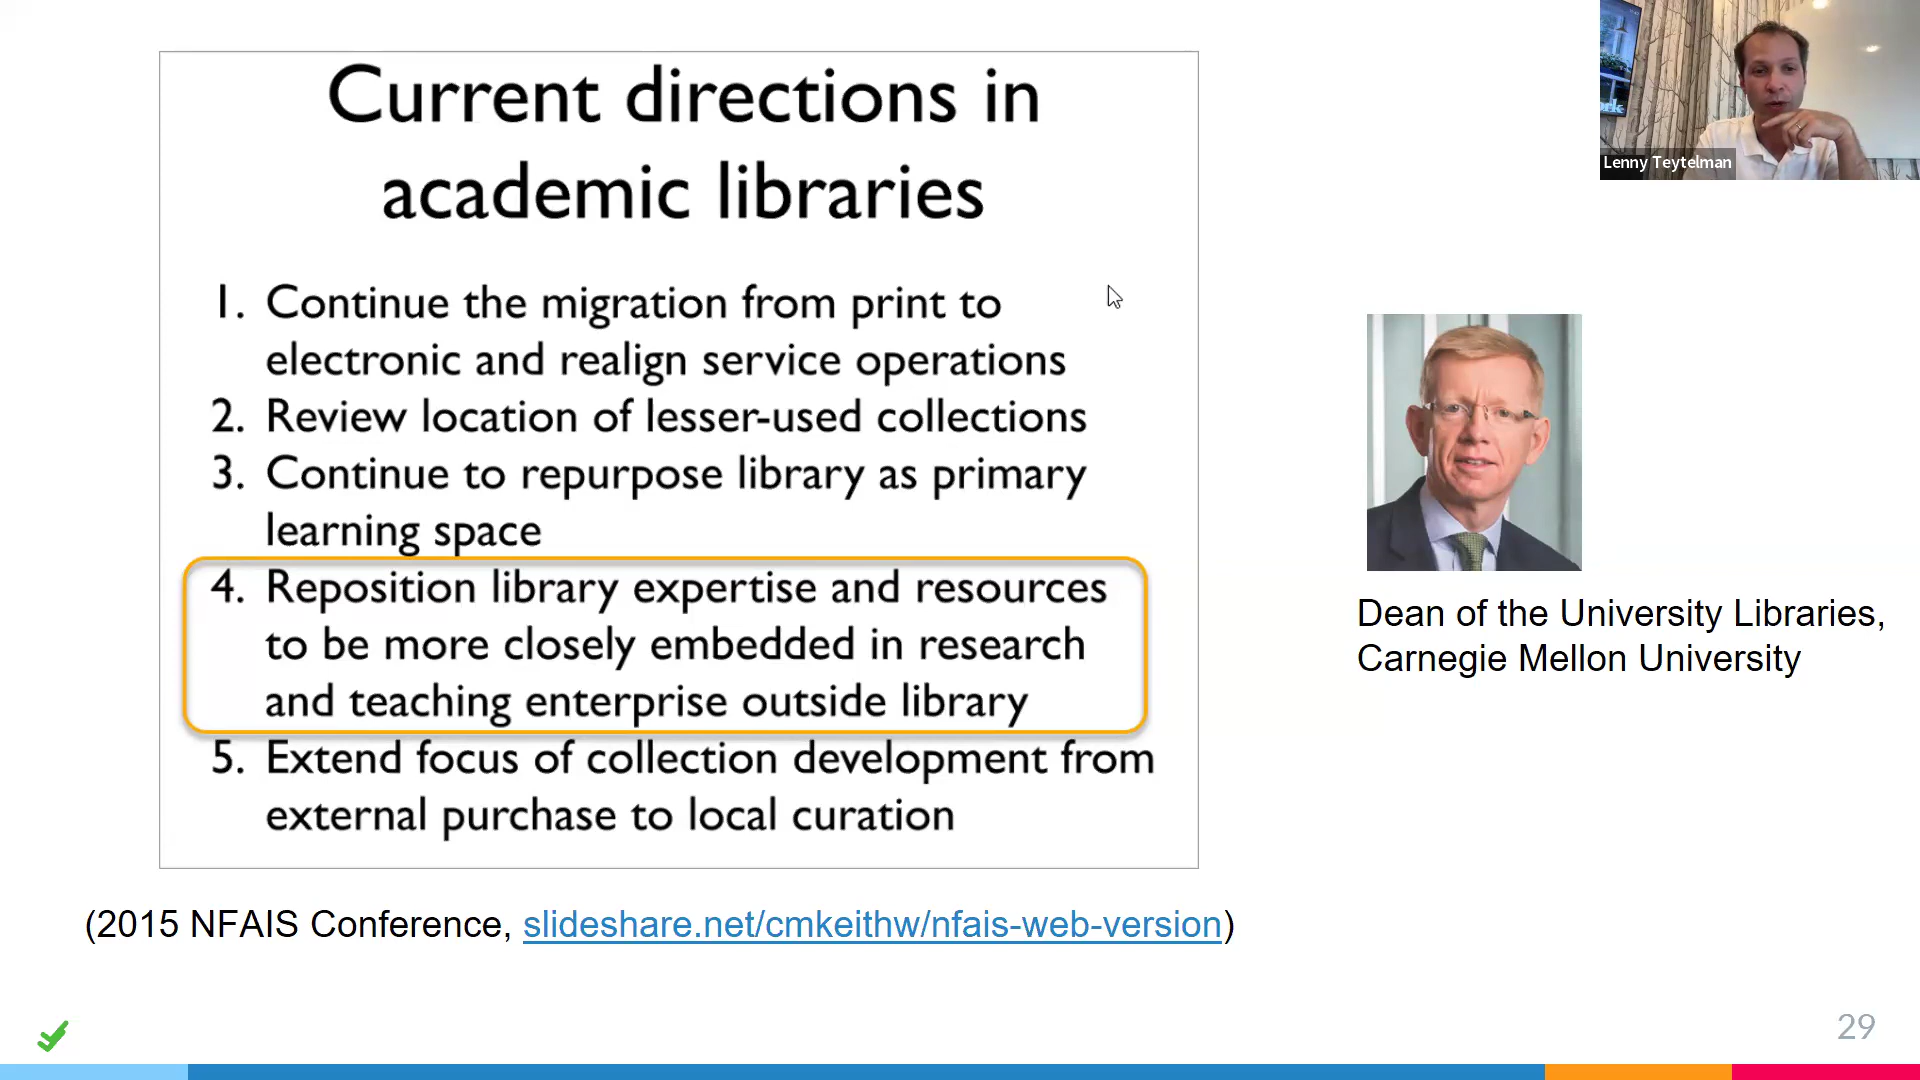 Current directions in
academic libraries
1. Continue the migration from print to
electronic and realign service operations
2. Review location of lesser-used collections
3. Continue to repurpose library as primary
learning space
4. Reposition library expertise and resources
to be more closely embedded in research
and teaching enterprise outside library
5. Extend focus of collection development from
external purchase to local curation
(2015 NFAIS Conference, slideshare.net/cmkeithw/nfais-web-version)
Lenny Teytelman
Dean of the University Libraries,
Carnegie Mellon University
29